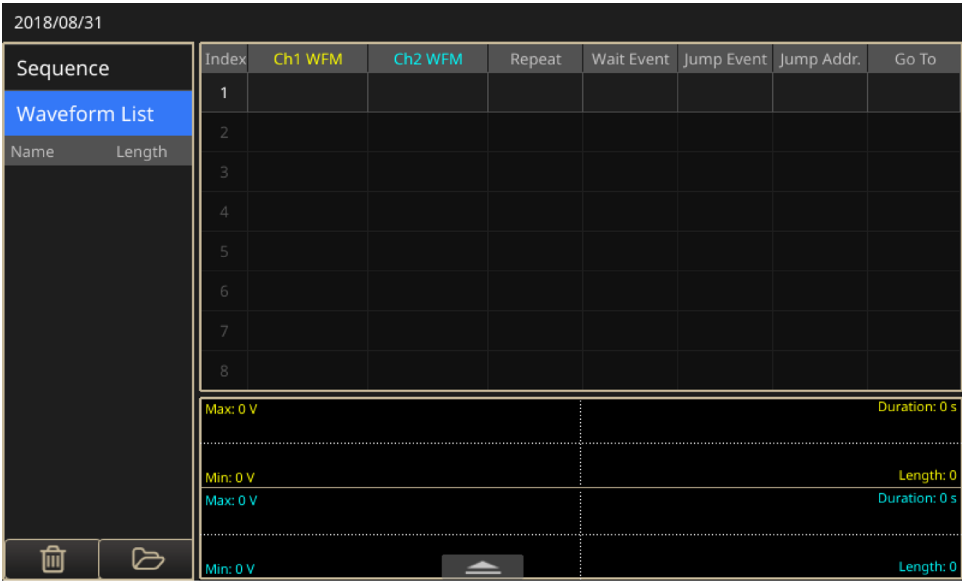 2018/08/31
Sequence
Waveform List
Name Length
Index Ch1 WFM Ch2 WFM Repeat Wait Event Jump Event Jump Addr. Go To
1
2
3
4
5
6
7
8
Max: 0 V Duration: 0 s
Min: 0 V Length: 0
Max: 0 V Duration: 0 s
Min: 0 V Length: 0